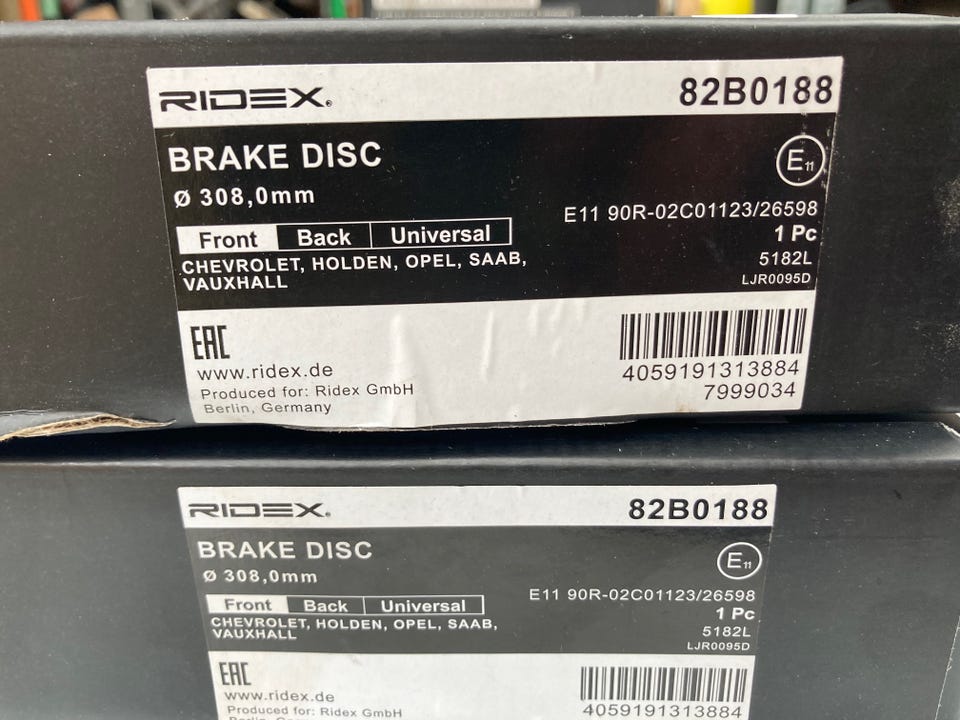 RIDEX® 82B0188
BRAKE DISC
E11
Ø 308,0mm
E11 90R-02C01123/26598
Front Back Universal
1 Pc
CHEVROLET, HOLDEN, OPEL, SAAB,
5182L
VAUXHALL
LJR0095D
EAC
www.ridex.de
4059191313884
Produced for: Ridex GmbH
7999034
Berlin, Germany
RIDEX® 82B0188
BRAKE DISC
E11
Ø 308,0mm
E11 90R-02C01123/26598
Front Back Universal
1 Pc
CHEVROLET, HOLDEN, OPEL, SAAB,
5182L
VAUXHALL
LJR0095D
EAC
www.ridex.de
4059191313884
Produced for: Ridex GmbH
Berlin, Germany